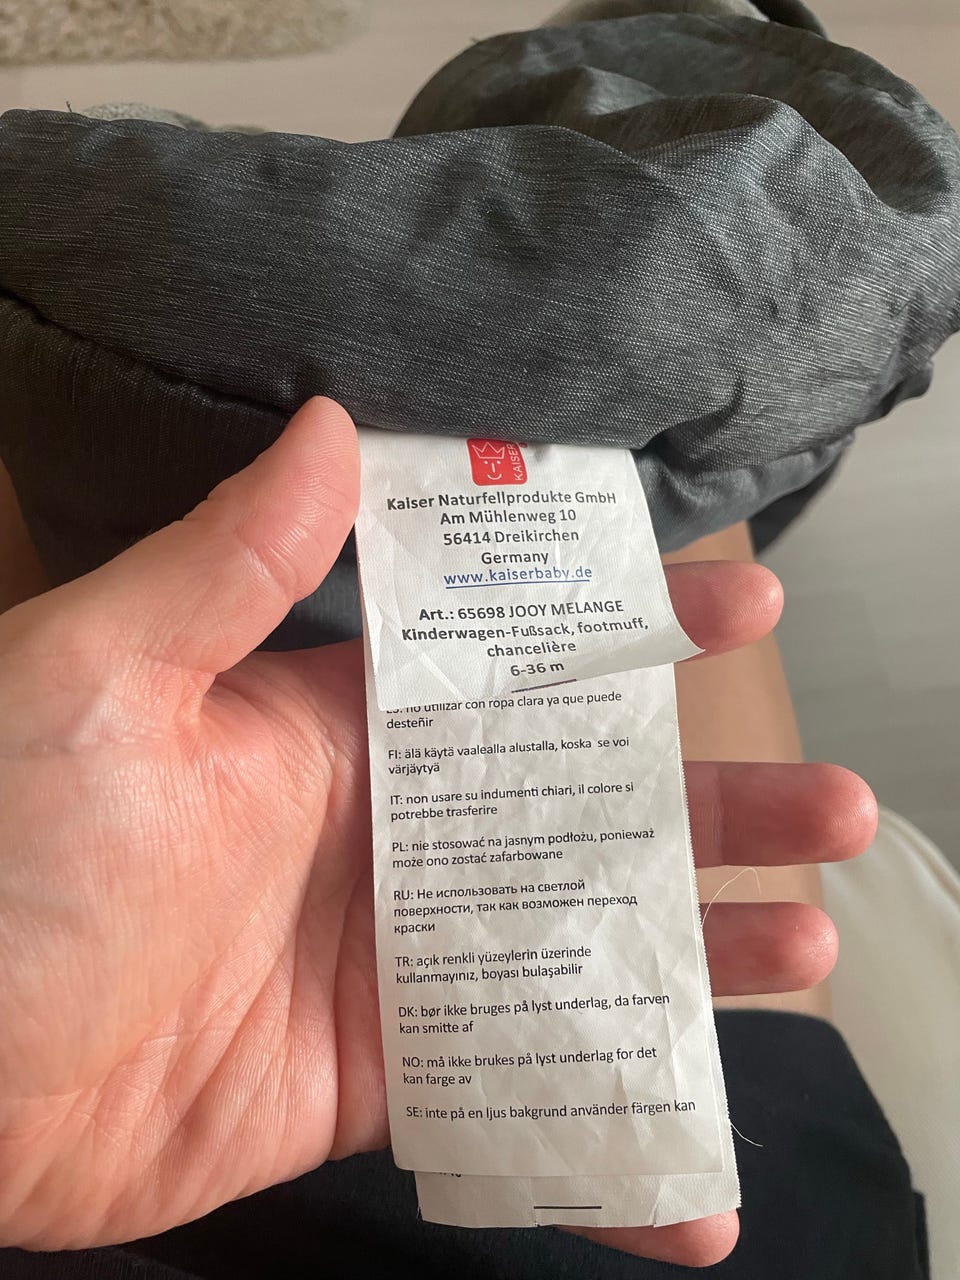 KAISER
Kaiser Naturfellprodukte GmbH
Am Mühlenweg 10
56414 Dreikirchen
Germany
www.kaiserbaby.de
Art.: 65698 JOOY MELANGE
Kinderwagen-Fußsack, footmuff,
chancelière
6-36 m
ES: no utilizar con ropa clara ya que puede
desteñir
FI: älä käytä vaalealla alustalla, koska se voi
värjäytyä
IT: non usare su indumenti chiari, il colore si
potrebbe trasferire
PL: nie stosować na jasnym podłożu, ponieważ
może ono zostać zafarbowane
RU: Не использовать на светлой
поверхности, так как возможен переход
краски
TR: açık renkli yüzeylerin üzerinde
kullanmayınız, boyası bulaşabilir
DK: bør ikke bruges på lyst underlag, da farven
kan smitte af
NO: må ikke brukes på lyst underlag for det
kan farge av
SE: inte på en ljus bakgrund använder färgen kan